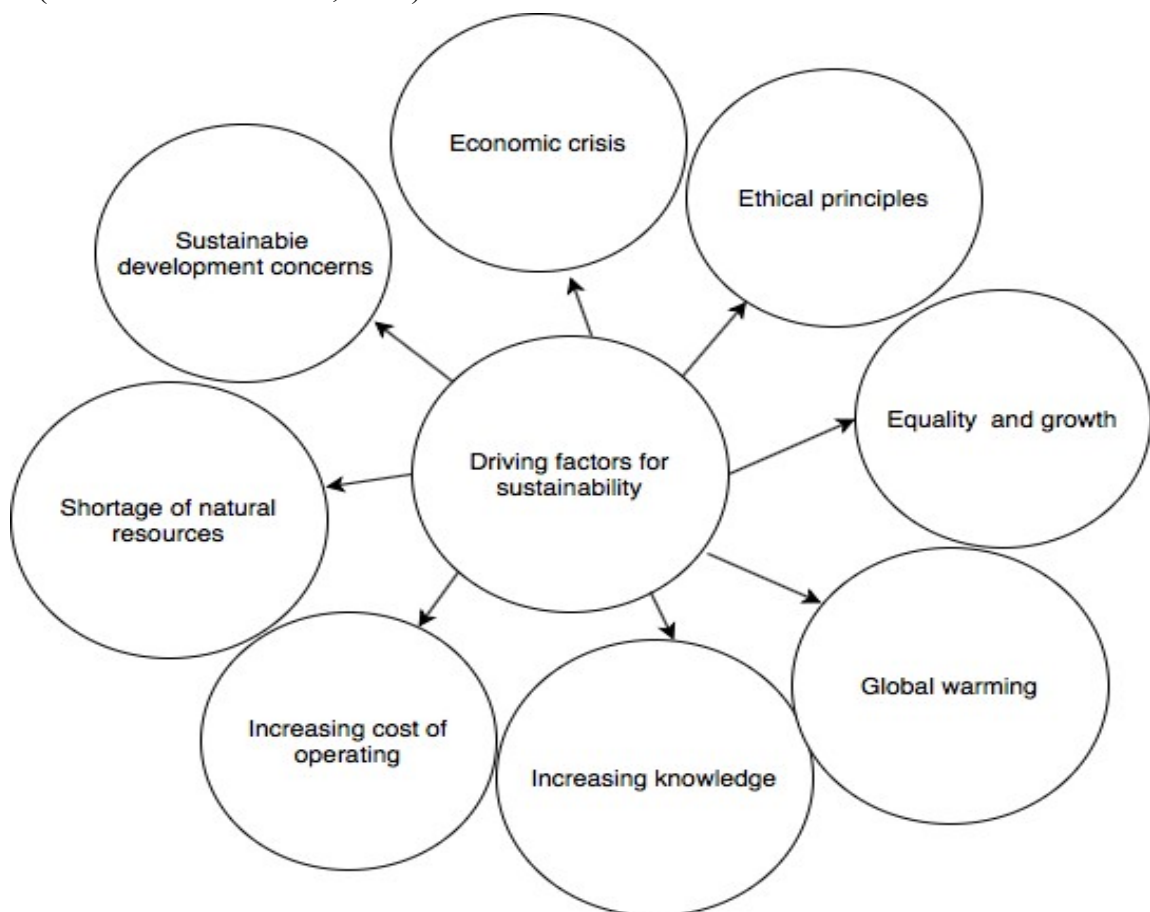 Economic crisis
Ethical principles
Sustainabie
development concerns
Equality and growth
Driving factors for
sustainability
Shortage of natural
resources
Global warming
Increasing cost of
operating
Increasing knowledge